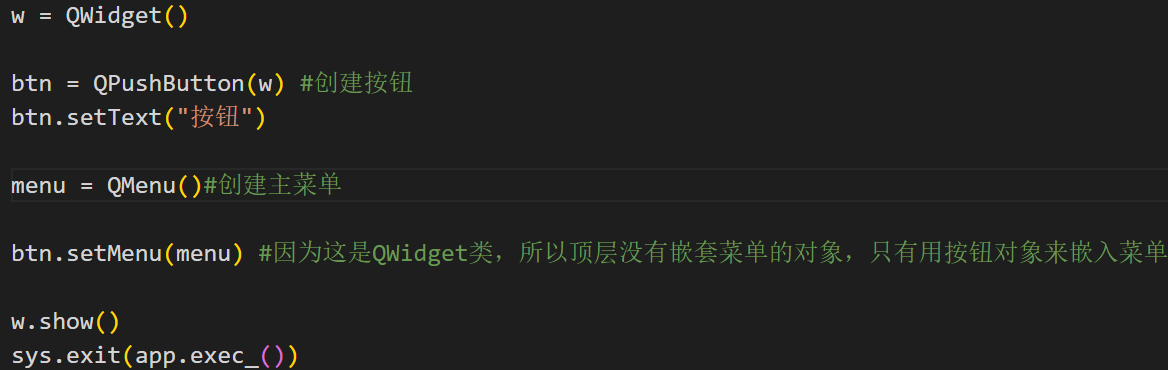 w = QWidget()
btn = QPushButton(w) #创建按钮
btn.setText("按钮")
menu = QMenu()#创建主菜单
btn.setMenu(menu) #因为这是QWidget类，所以顶层没有嵌套菜单的对象，只有用按钮对象来嵌入菜单
w.show()
sys.exit(app.exec_())